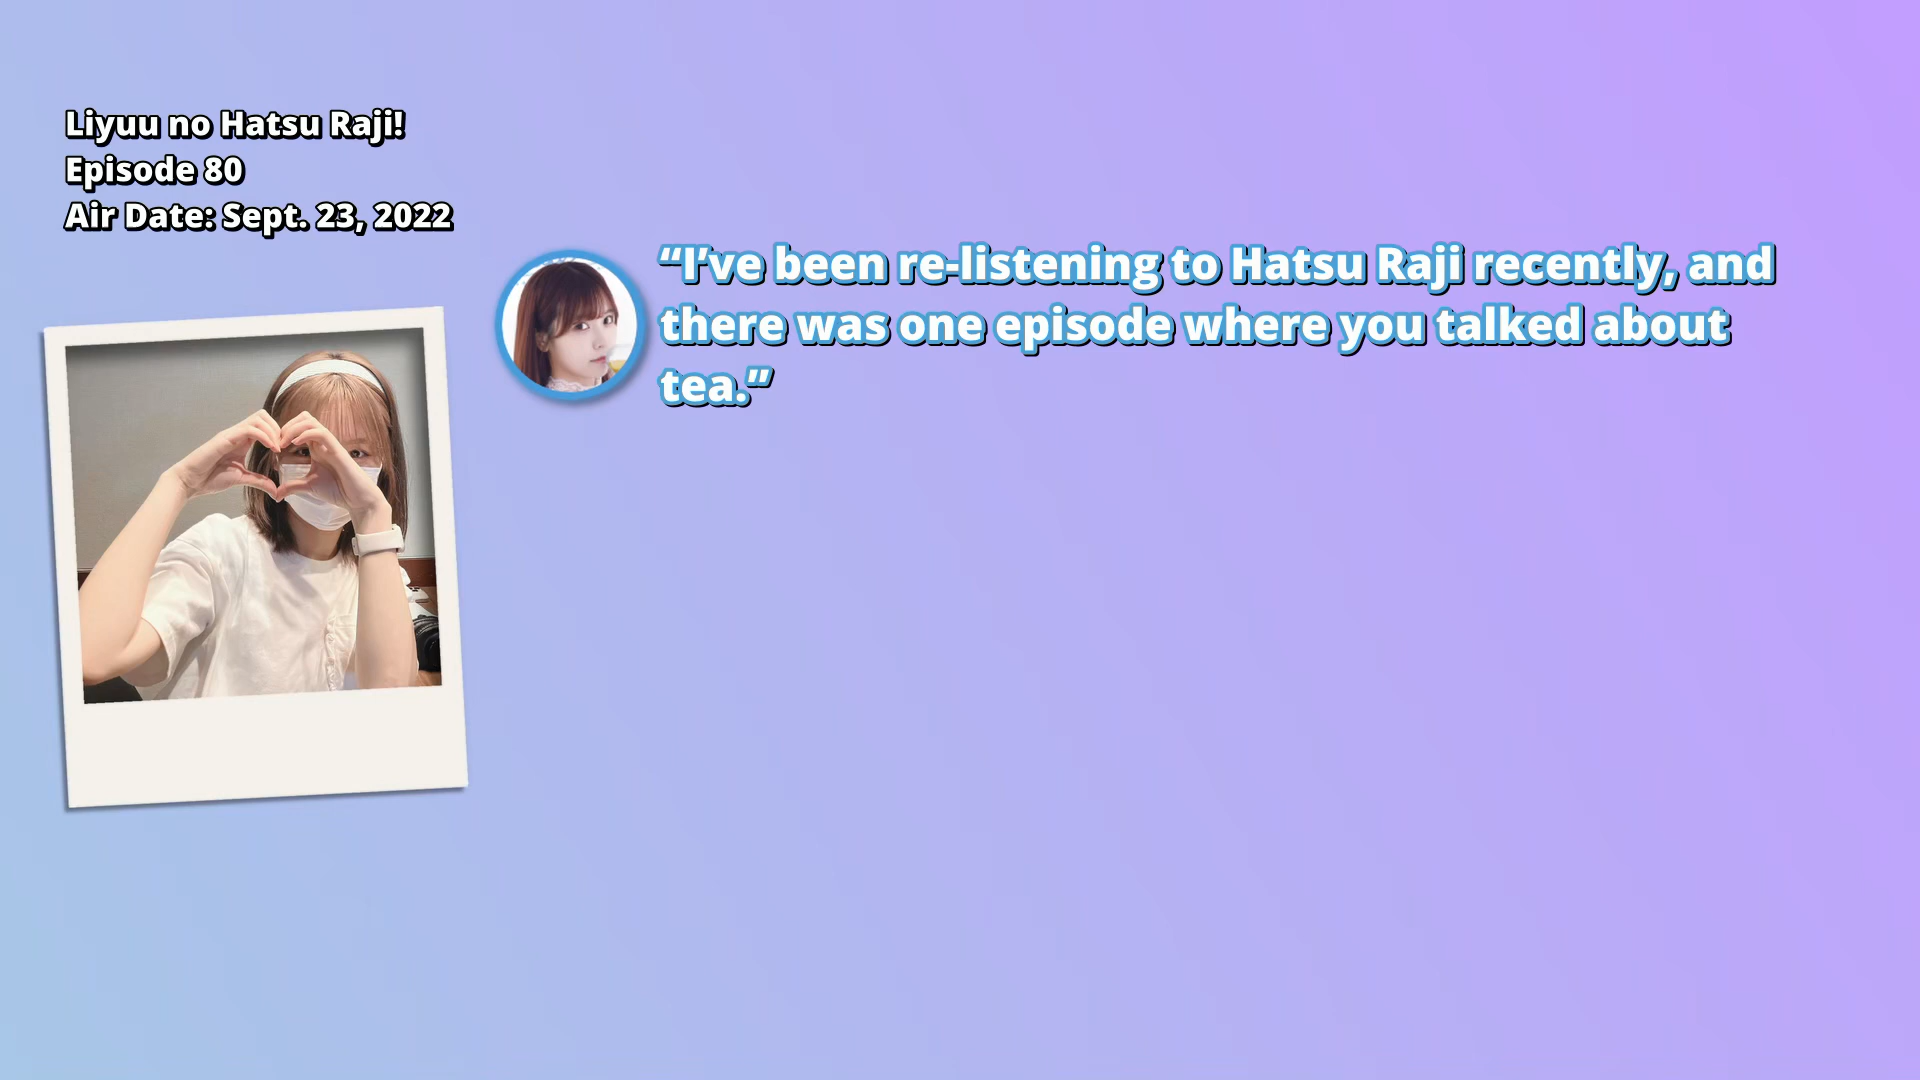 Liyuu no Hatsu Raji!
Episode 80
Air Date: Sept. 23, 2022
“I’ve been re-listening to Hatsu Raji recently, and
there was one episode where you talked about
tea.”